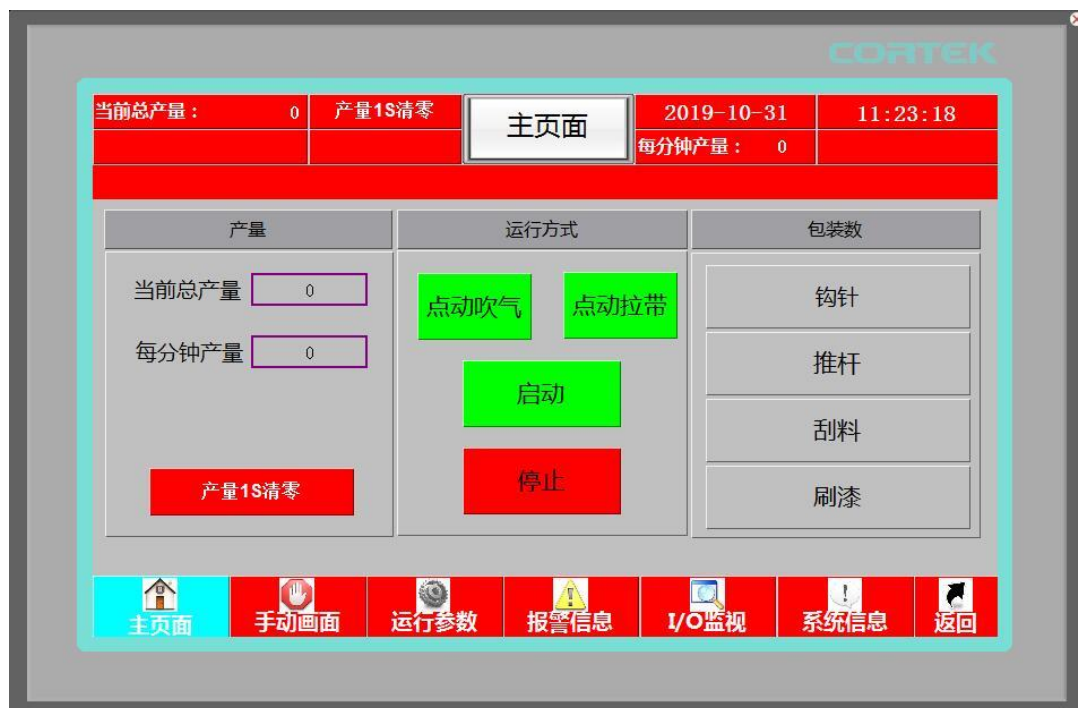 CORTEK
当前总产量： 0 产量1S清零 主页面 2019-10-31 11:23:18
每分钟产量： 0
产量 运行方式 包装数
当前总产量 0 点动吹气 点动拉带 钩针
每分钟产量 0 推杆
启动
刮料
产量1S清零 停止 刷漆
主页面 手动画面 运行参数 报警信息 I/O监视 系统信息 返回